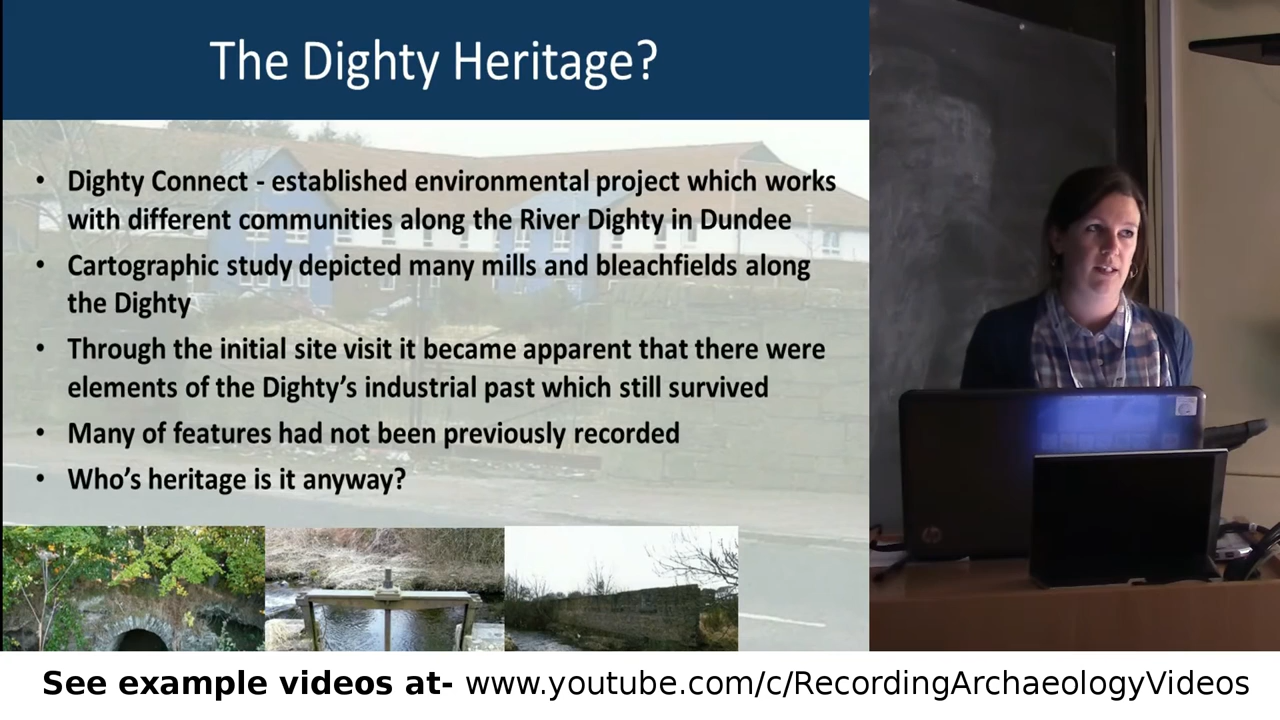 The Dighty Heritage?
• Dighty Connect - established environmental project which works
with different communities along the River Dighty in Dundee
• Cartographic study depicted many mills and bleachfields along
the Dighty
• Through the initial site visit it became apparent that there were
elements of the Dighty's industrial past which still survived
• Many of features had not been previously recorded
• Who's heritage is it anyway?
hp
See example videos at- www.youtube.com/c/RecordingArchaeologyVideos